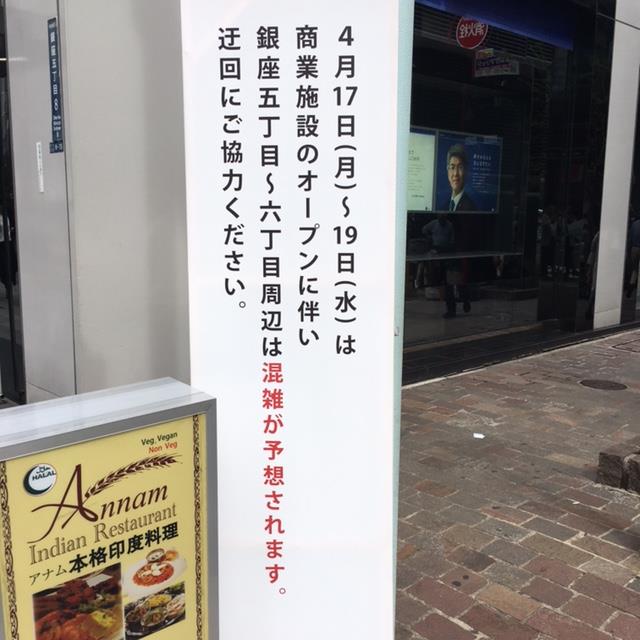 4月17日(月)～19日(水)は
商業施設のオープンに伴い
銀座五丁目～六丁目周辺は混雑が予想されます。
迂回にご協力ください。
銀座五丁目
鉄火所
Veg, Vegan
Non Veg
HALAL
Annam
Indian Restaurant
アナム本格印度料理